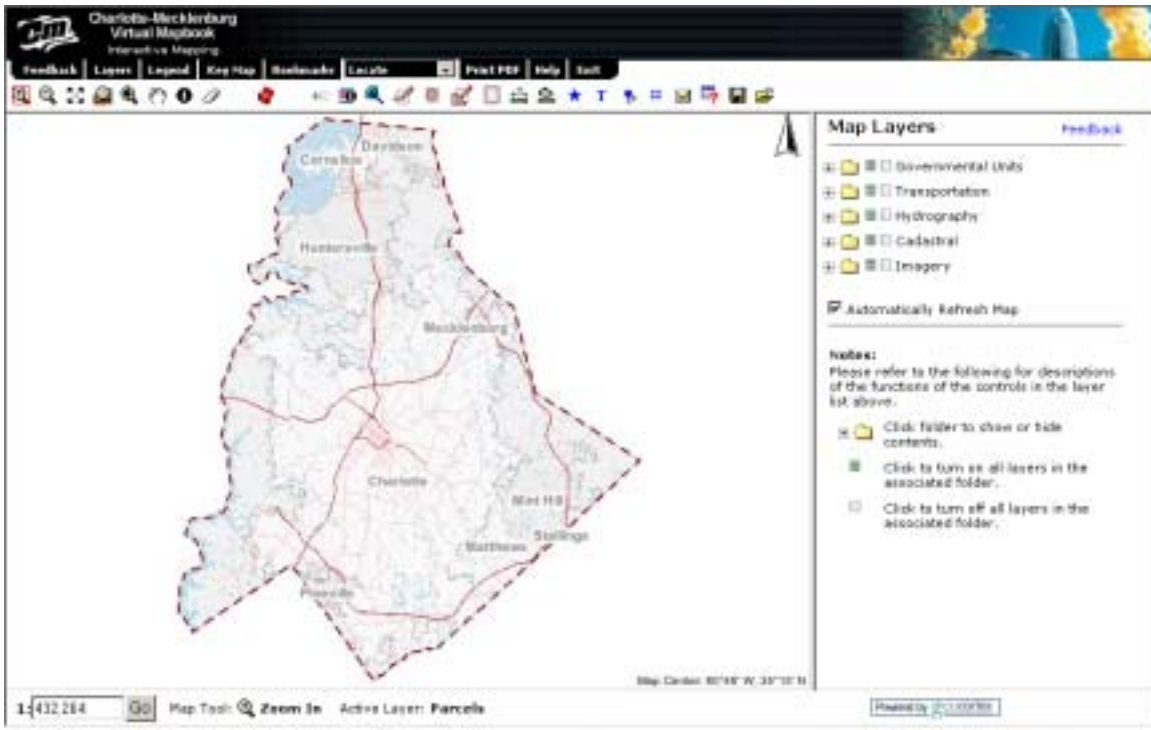 Charlotte-Mecklenburg
Virtual Mapbook
Interactive Mapping
Feedback Layers Legend Key Map Bookmarks Locate Print PDF Help Exit
Map Layers Feedback
Governmental Units
Transportation
Hydrography
Cadastral
Imagery
Automatically Refresh Map
Notes:
Please refer to the following for descriptions
of the functions of the controls in the layer
list above.
Click folder to show or hide
contents.
Click to turn on all layers in the
associated folder.
Click to turn off all layers in the
associated folder.
Davidson
Cornelius
Huntersville
Mecklenburg
Charlotte
Mint Hill
Stallings
Matthews
Pineville
Map Center:
1: 432,264 Go Map Tool: Zoom In Active Layer: Parcels
Powered by